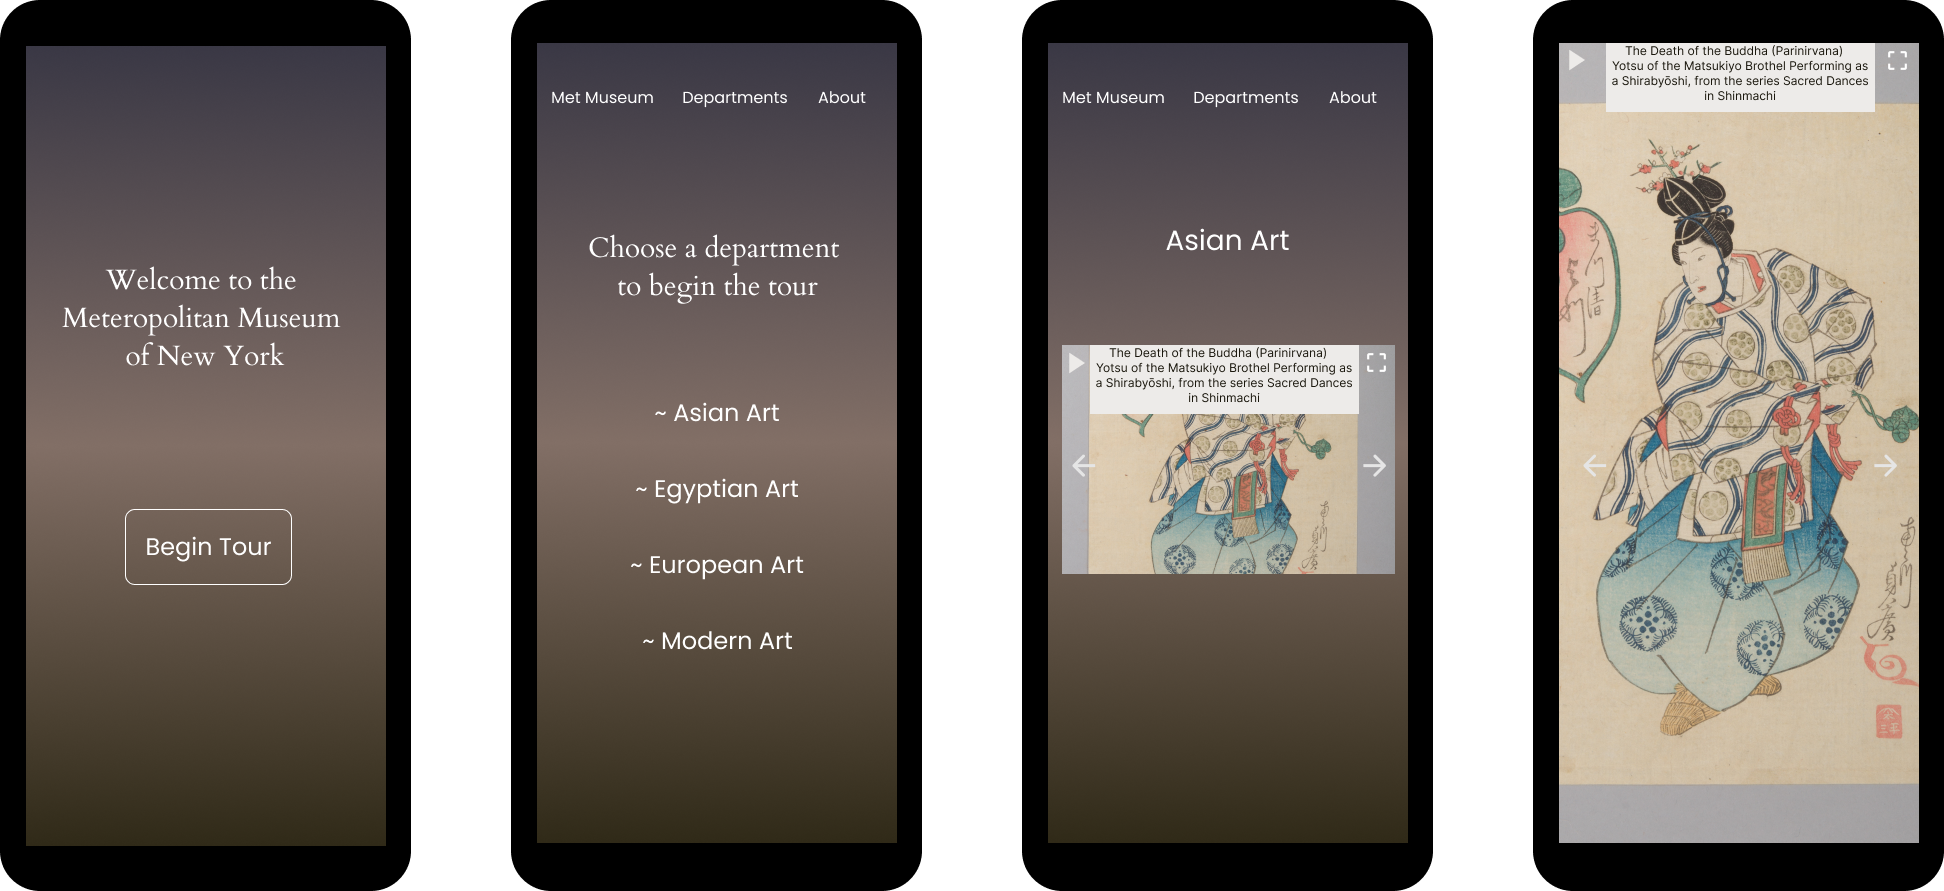 Welcome to the
Meteropolitan Museum
of New York
Begin Tour
Met Museum Departments About
Choose a department
to begin the tour
~ Asian Art
~ Egyptian Art
~ European Art
~ Modern Art
Met Museum Departments About
Asian Art
The Death of the Buddha (Parinirvana)
Yotsu of the Matsukiyo Brothel Performing as
a Shirabyōshi, from the series Sacred Dances
in Shinmachi
The Death of the Buddha (Parinirvana)
Yotsu of the Matsukiyo Brothel Performing as
a Shirabyōshi, from the series Sacred Dances
in Shinmachi